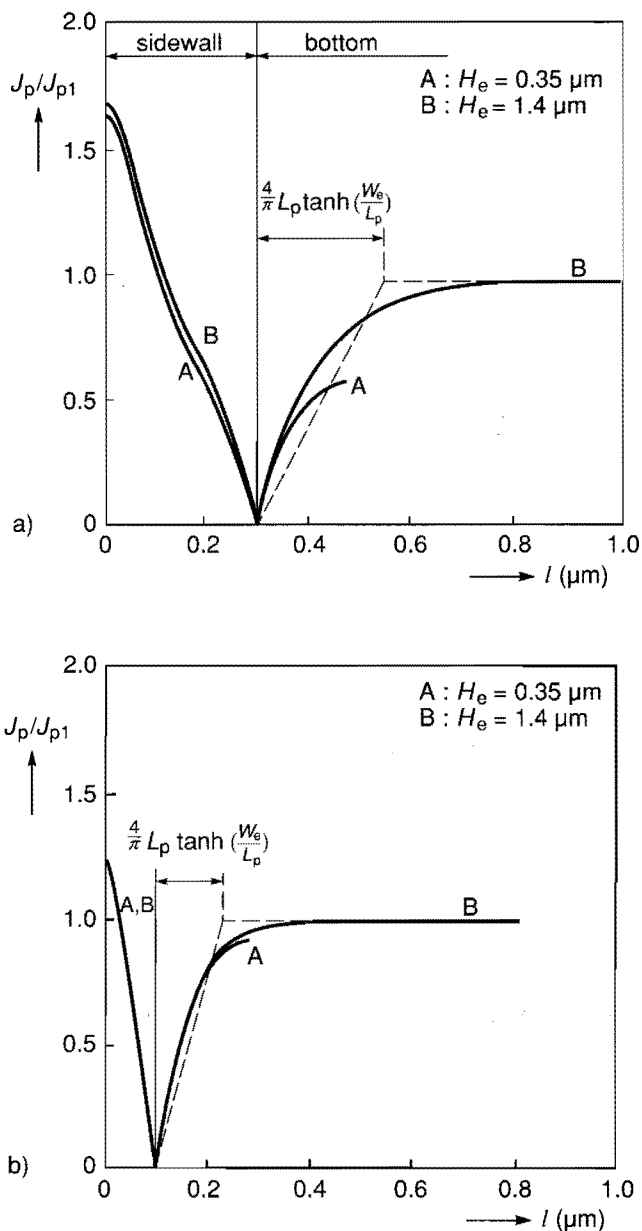 2.0
sidewall
bottom
Jp/Jp1
A : He = 0.35 µm
B : He = 1.4 µm
1.5
4/π Lp tanh (We/Lp)
1.0
B
B
A
A
0.5
a)
0
0 0.2 0.4 0.6 0.8 1.0
l (µm)
2.0
A : He = 0.35 µm
B : He = 1.4 µm
Jp/Jp1
1.5
4/π Lp tanh (We/Lp)
A,B
1.0
B
A
0.5
b)
0
0 0.2 0.4 0.6 0.8 1.0
l (µm)